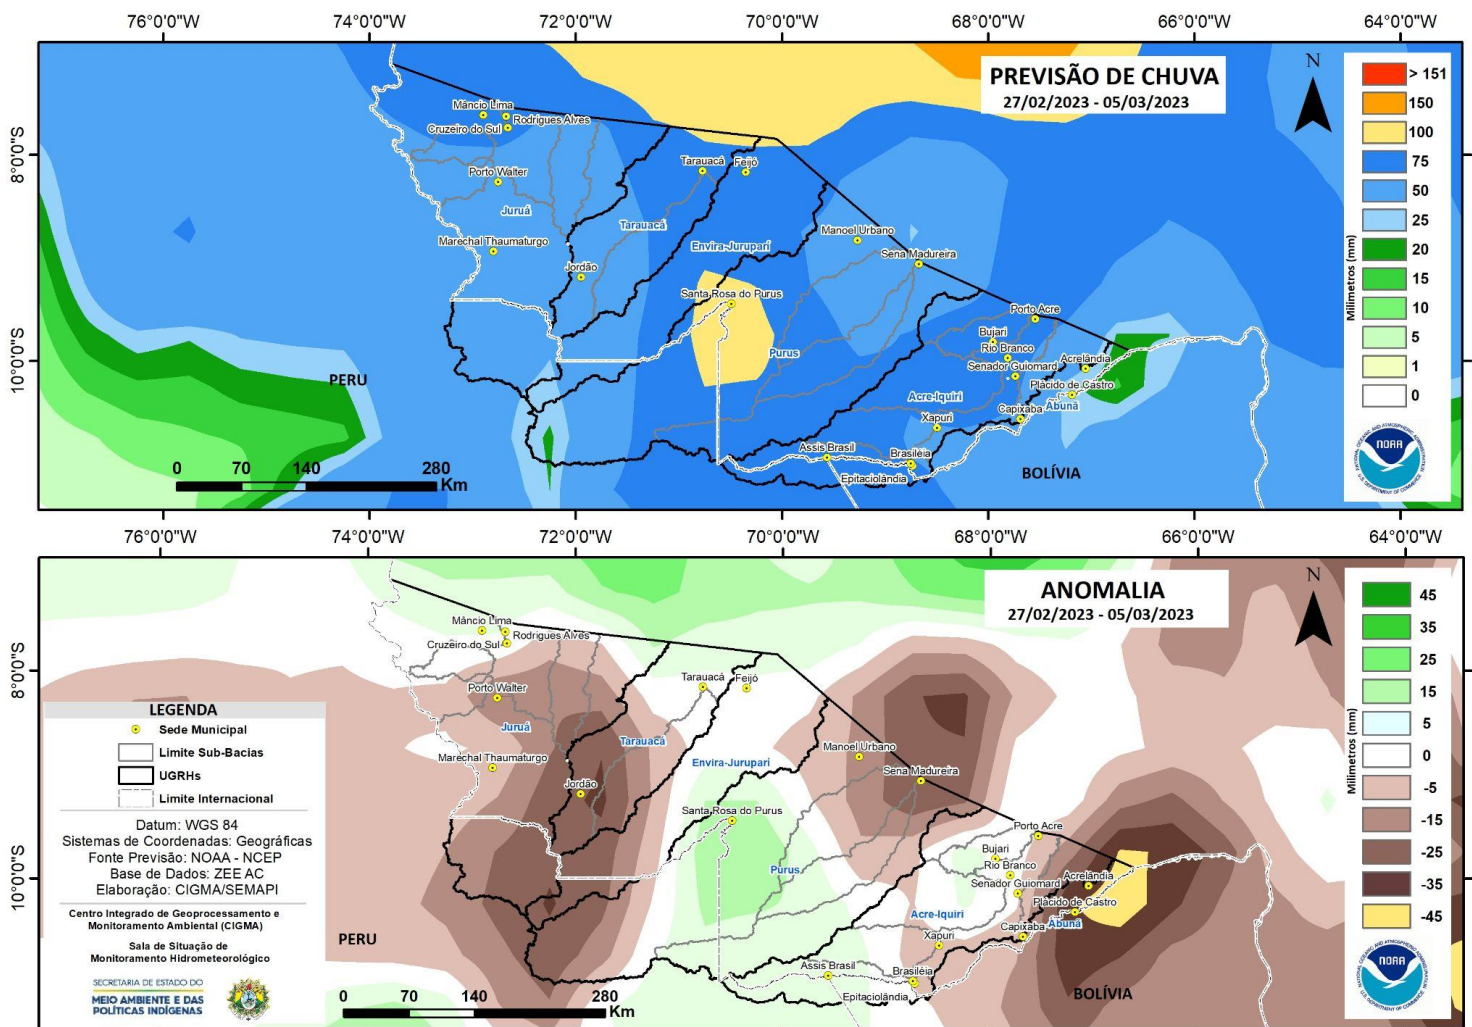 76°0'0"W 74°0'0"W 72°0'0"W 70°0'0"W 68°0'0"W 66°0'0"W 64°0'0"W
8°0'0"S
10°0'0"S
PREVISÃO DE CHUVA
27/02/2023 - 05/03/2023
N
Milimetros (mm)
> 151
150
100
75
50
25
20
15
10
5
1
0
NOAA
Mâncio Lima
Rodrigues Alves
Cruzeiro do Sul
Porto Walter
Juruá
Marechal Thaumaturgo
Jordão
Tarauacá
Feijó
Tarauacá
Envira-Jurupari
Manoel Urbano
Sena Madureira
Santa Rosa do Purus
Purus
Porto Acre
Bujari
Rio Branco
Senador Guiomard
Acrelândia
Plácido de Castro
Abunã
Acre-Iquiri
Capixaba
Xapuri
Assis Brasil
Brasiléia
Epitaciolândia
PERU
BOLÍVIA
0 70 140 280
Km
76°0'0"W 74°0'0"W 72°0'0"W 70°0'0"W 68°0'0"W 66°0'0"W 64°0'0"W
8°0'0"S
10°0'0"S
ANOMALIA
27/02/2023 - 05/03/2023
N
Milimetros (mm)
45
35
25
15
5
0
-5
-15
-25
-35
-45
NOAA
Mâncio Lima
Rodrigues Alves
Cruzeiro do Sul
Porto Walter
Juruá
Marechal Thaumaturgo
Jordão
Tarauacá
Feijó
Tarauacá
Envira-Jurupari
Manoel Urbano
Sena Madureira
Santa Rosa do Purus
Purus
Porto Acre
Bujari
Rio Branco
Senador Guiomard
Acrelândia
Plácido de Castro
Abunã
Acre-Iquiri
Capixaba
Xapuri
Assis Brasil
Brasiléia
Epitaciolândia
PERU
BOLÍVIA
0 70 140 280
Km
LEGENDA
Sede Municipal
Limite Sub-Bacias
UGRHs
Limite Internacional
Datum: WGS 84
Sistemas de Coordenadas: Geográficas
Fonte Previsão: NOAA - NCEP
Base de Dados: ZEE AC
Elaboração: CIGMA/SEMAPI
Centro Integrado de Geoprocessamento e
Monitoramento Ambiental (CIGMA)
Sala de Situação de
Monitoramento Hidrometeorológico
SECRETARIA DE ESTADO DO
MEIO AMBIENTE E DAS
POLÍTICAS INDÍGENAS